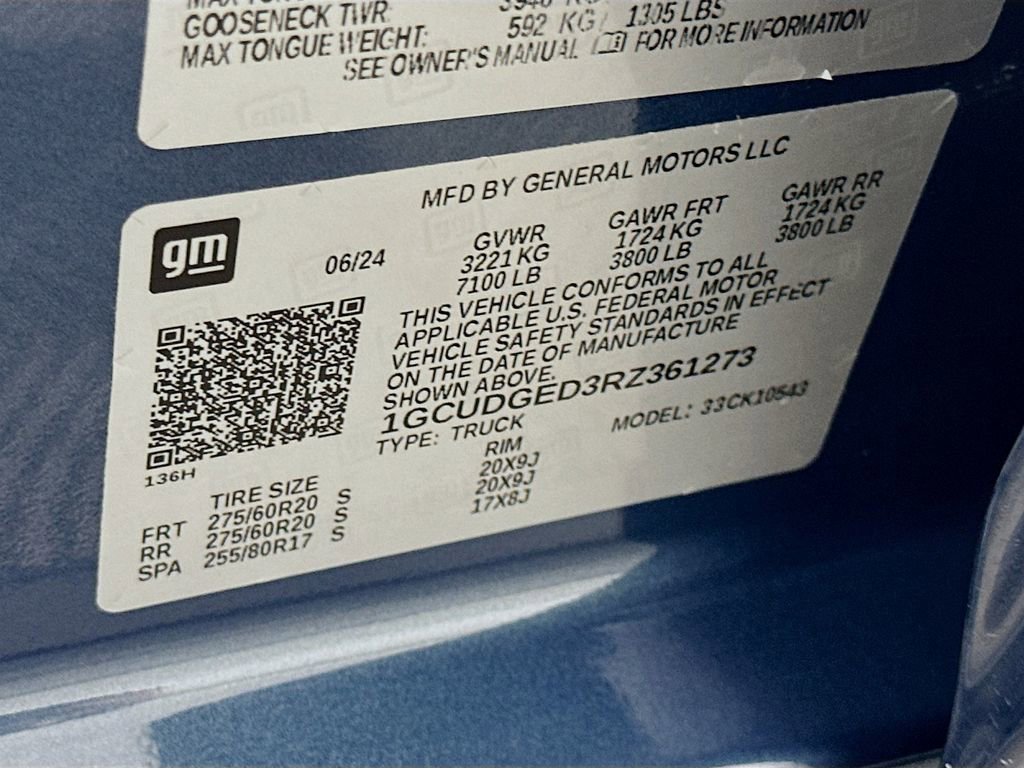 GOOSENECK TWR:
MAX TONGUE WEIGHT: 592 KG/ 1305 LBS
SEE OWNER'S MANUAL FOR MORE INFORMATION
MFD BY GENERAL MOTORS LLC
gm
06/24
GVWR GAWR FRT GAWR RR
3221 KG 1724 KG 1724 KG
7100 LB 3800 LB 3800 LB
THIS VEHICLE CONFORMS TO ALL
APPLICABLE U.S. FEDERAL MOTOR
VEHICLE SAFETY STANDARDS IN EFFECT
ON THE DATE OF MANUFACTURE
SHOWN ABOVE.
1GCUDGED3RZ361273
TYPE: TRUCK MODEL: 33CK10543
136H
TIRE SIZE RIM
FRT 275/60R20 S 20X9J
RR 275/60R20 S 20X9J
SPA 255/80R17 S 17X8J